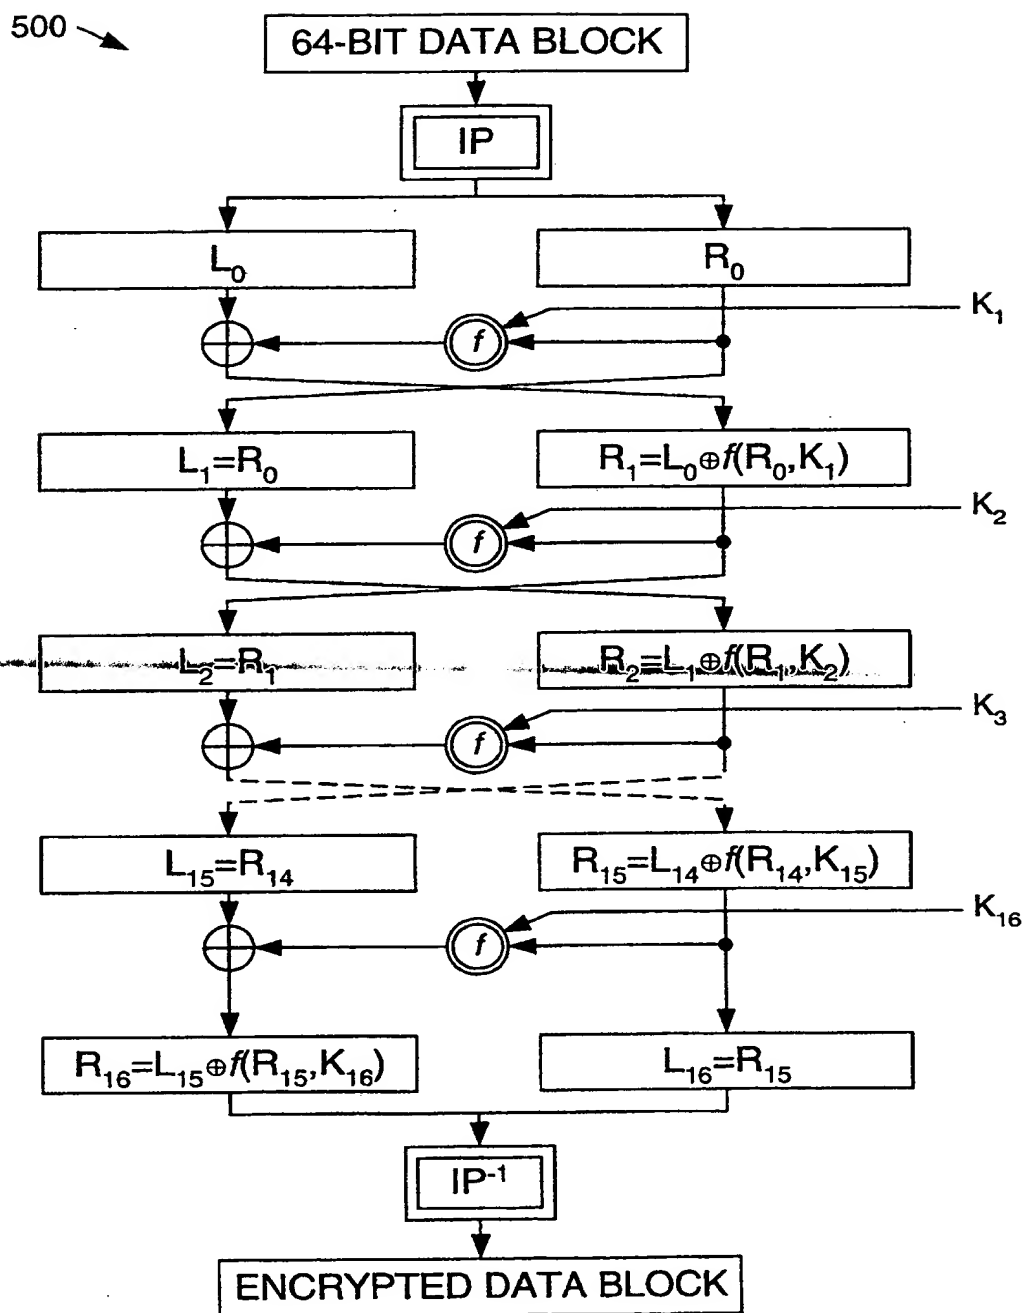 500
64-BIT DATA BLOCK
IP
L₀
R₀
K₁
f
L₁=R₀
R₁=L₀⊕f(R₀,K₁)
K₂
f
L₂=R₁
R₂=L₁⊕f(R₁,K₂)
K₃
f
L₁₅=R₁₄
R₁₅=L₁₄⊕f(R₁₄,K₁₅)
K₁₆
f
R₁₆=L₁₅⊕f(R₁₅,K₁₆)
L₁₆=R₁₅
IP⁻¹
ENCRYPTED DATA BLOCK